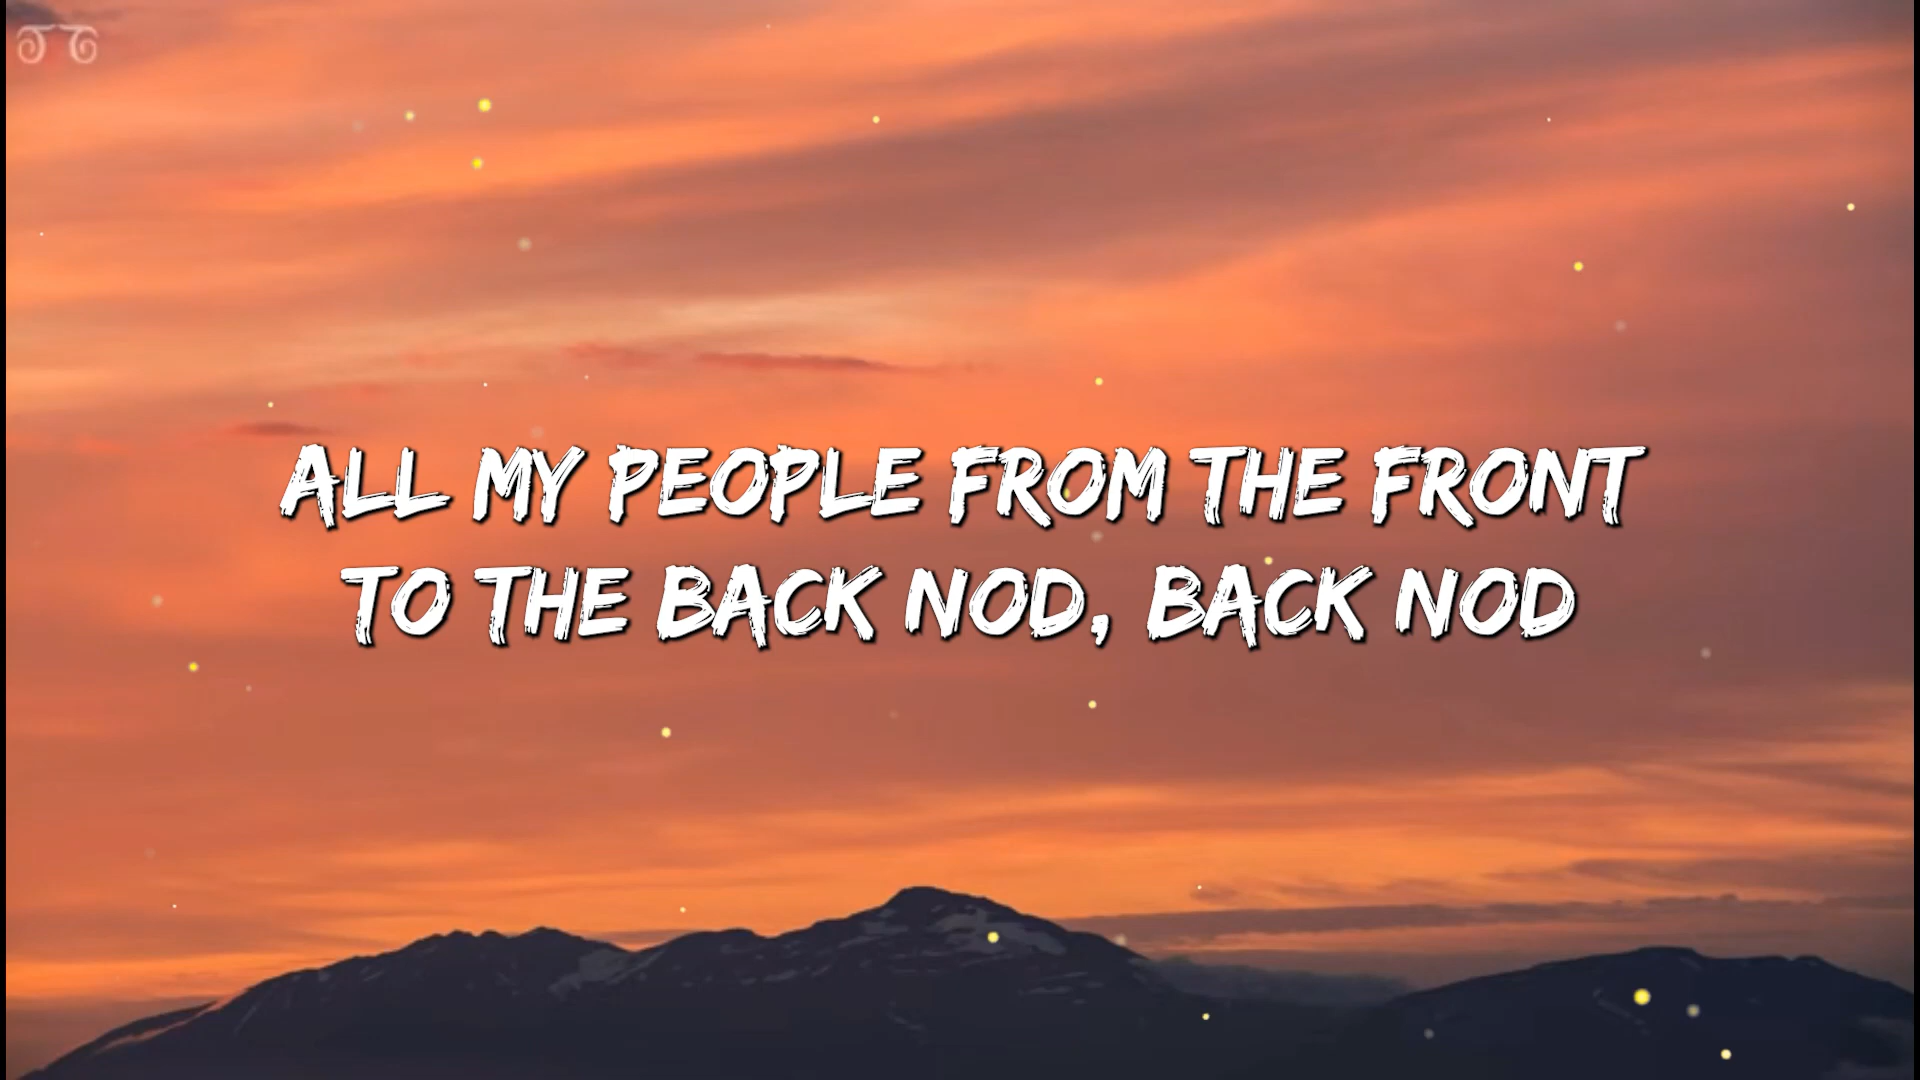 ALL MY PEOPLE FROM THE FRONT
TO THE BACK NOD, BACK NOD